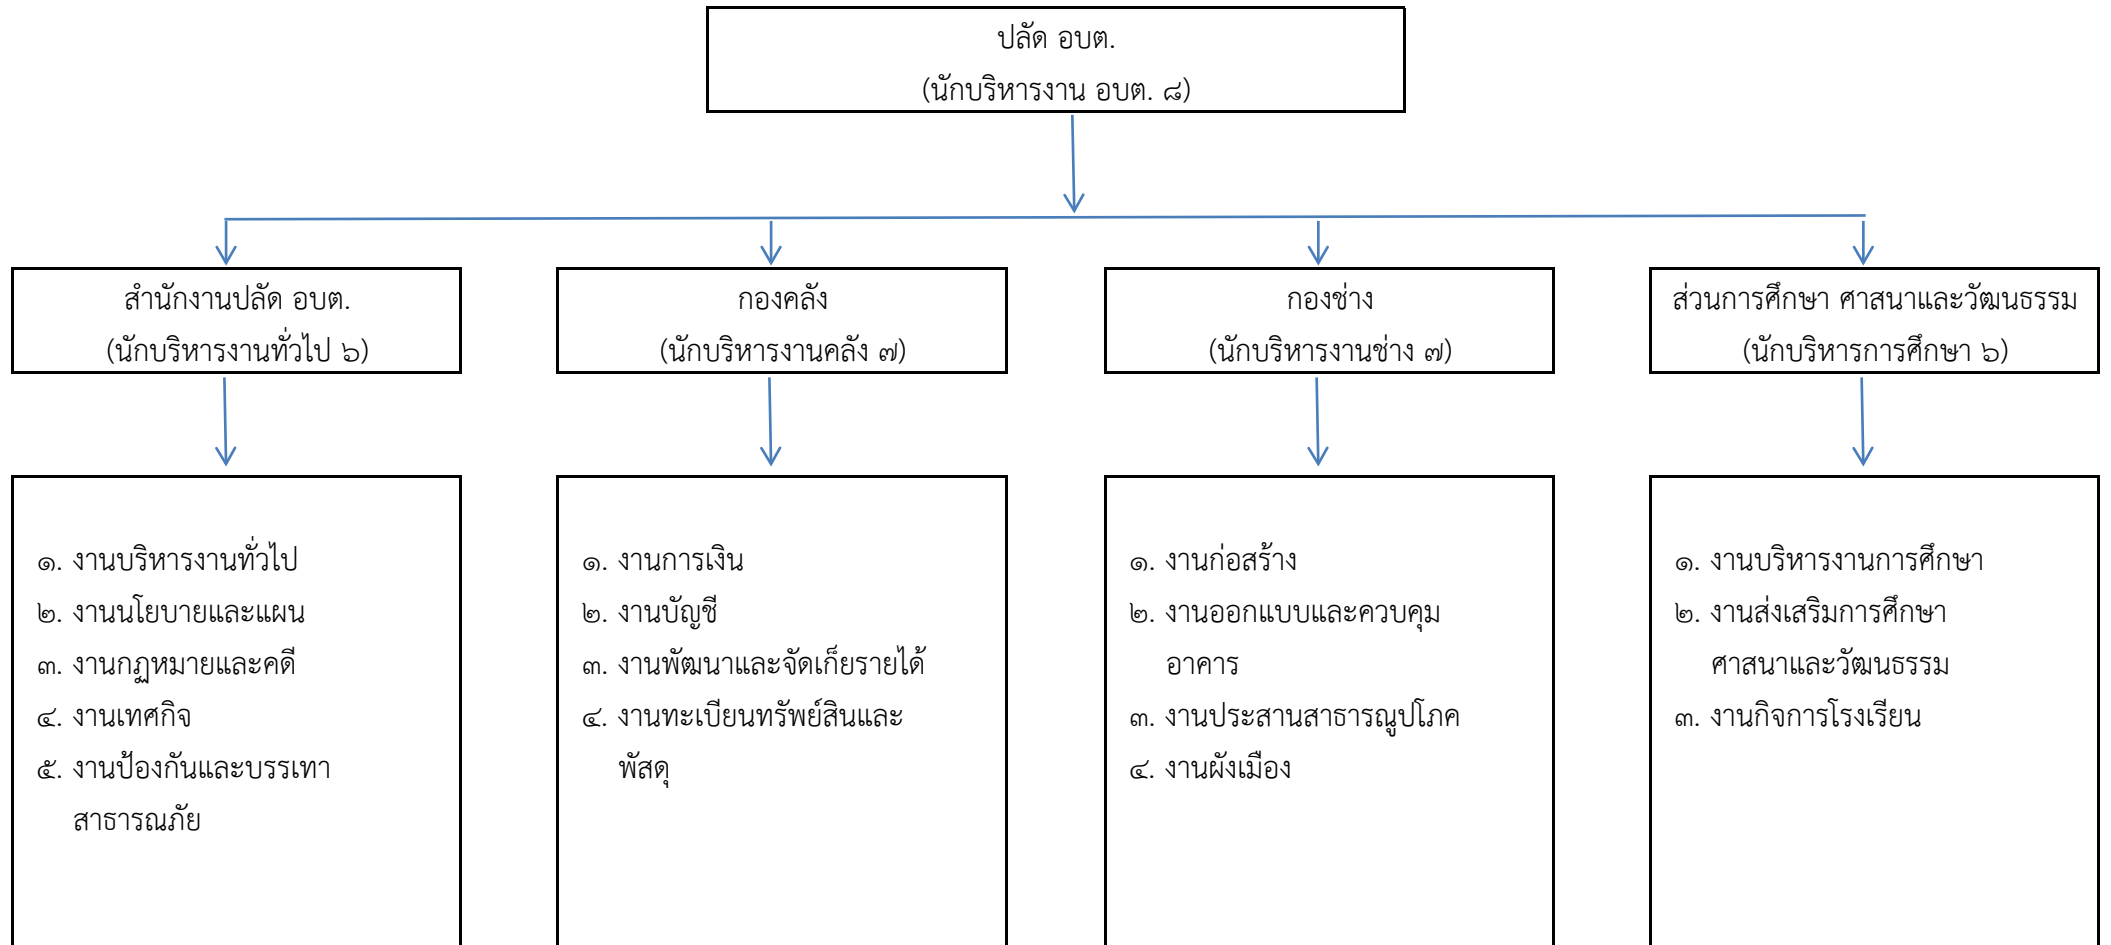 ปลัด อบต.
(นักบริหารงาน อบต. ๘)
สำนักงานปลัด อบต.
(นักบริหารงานทั่วไป ๖)
กองคลัง
(นักบริหารงานคลัง ๗)
กองช่าง
(นักบริหารงานช่าง ๗)
ส่วนการศึกษา ศาสนาและวัฒนธรรม
(นักบริหารการศึกษา ๖)
๑. งานบริหารงานทั่วไป
๒. งานนโยบายและแผน
๓. งานกฎหมายและคดี
๔. งานเทศกิจ
๕. งานป้องกันและบรรเทา
สาธารณภัย
๑. งานการเงิน
๒. งานบัญชี
๓. งานพัฒนาและจัดเก็ยรายได้
๔. งานทะเบียนทรัพย์สินและ
พัสดุ
๑. งานก่อสร้าง
๒. งานออกแบบและควบคุม
อาคาร
๓. งานประสานสาธารณูปโภค
๔. งานผังเมือง
๑. งานบริหารงานการศึกษา
๒. งานส่งเสริมการศึกษา
ศาสนาและวัฒนธรรม
๓. งานกิจการโรงเรียน